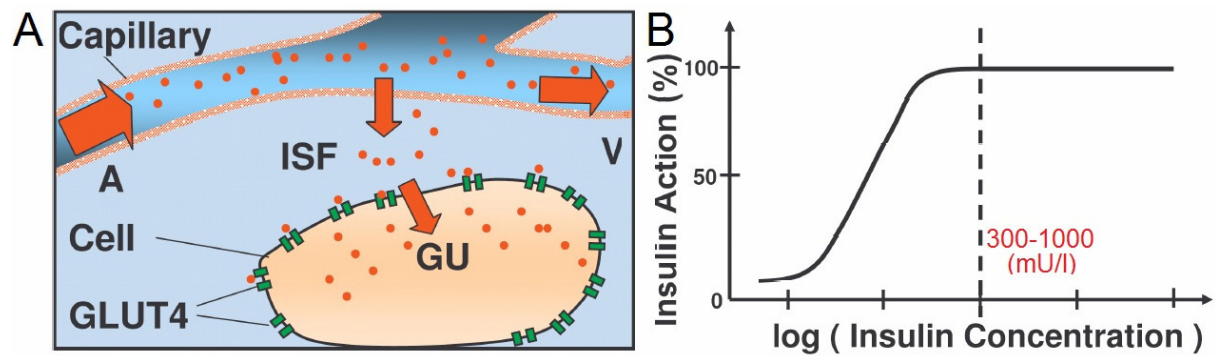 A
Capillary
ISF
A
V
Cell
GU
GLUT4
B
Insulin Action (%)
100
50
0
300-1000
(mU/l)
log ( Insulin Concentration )